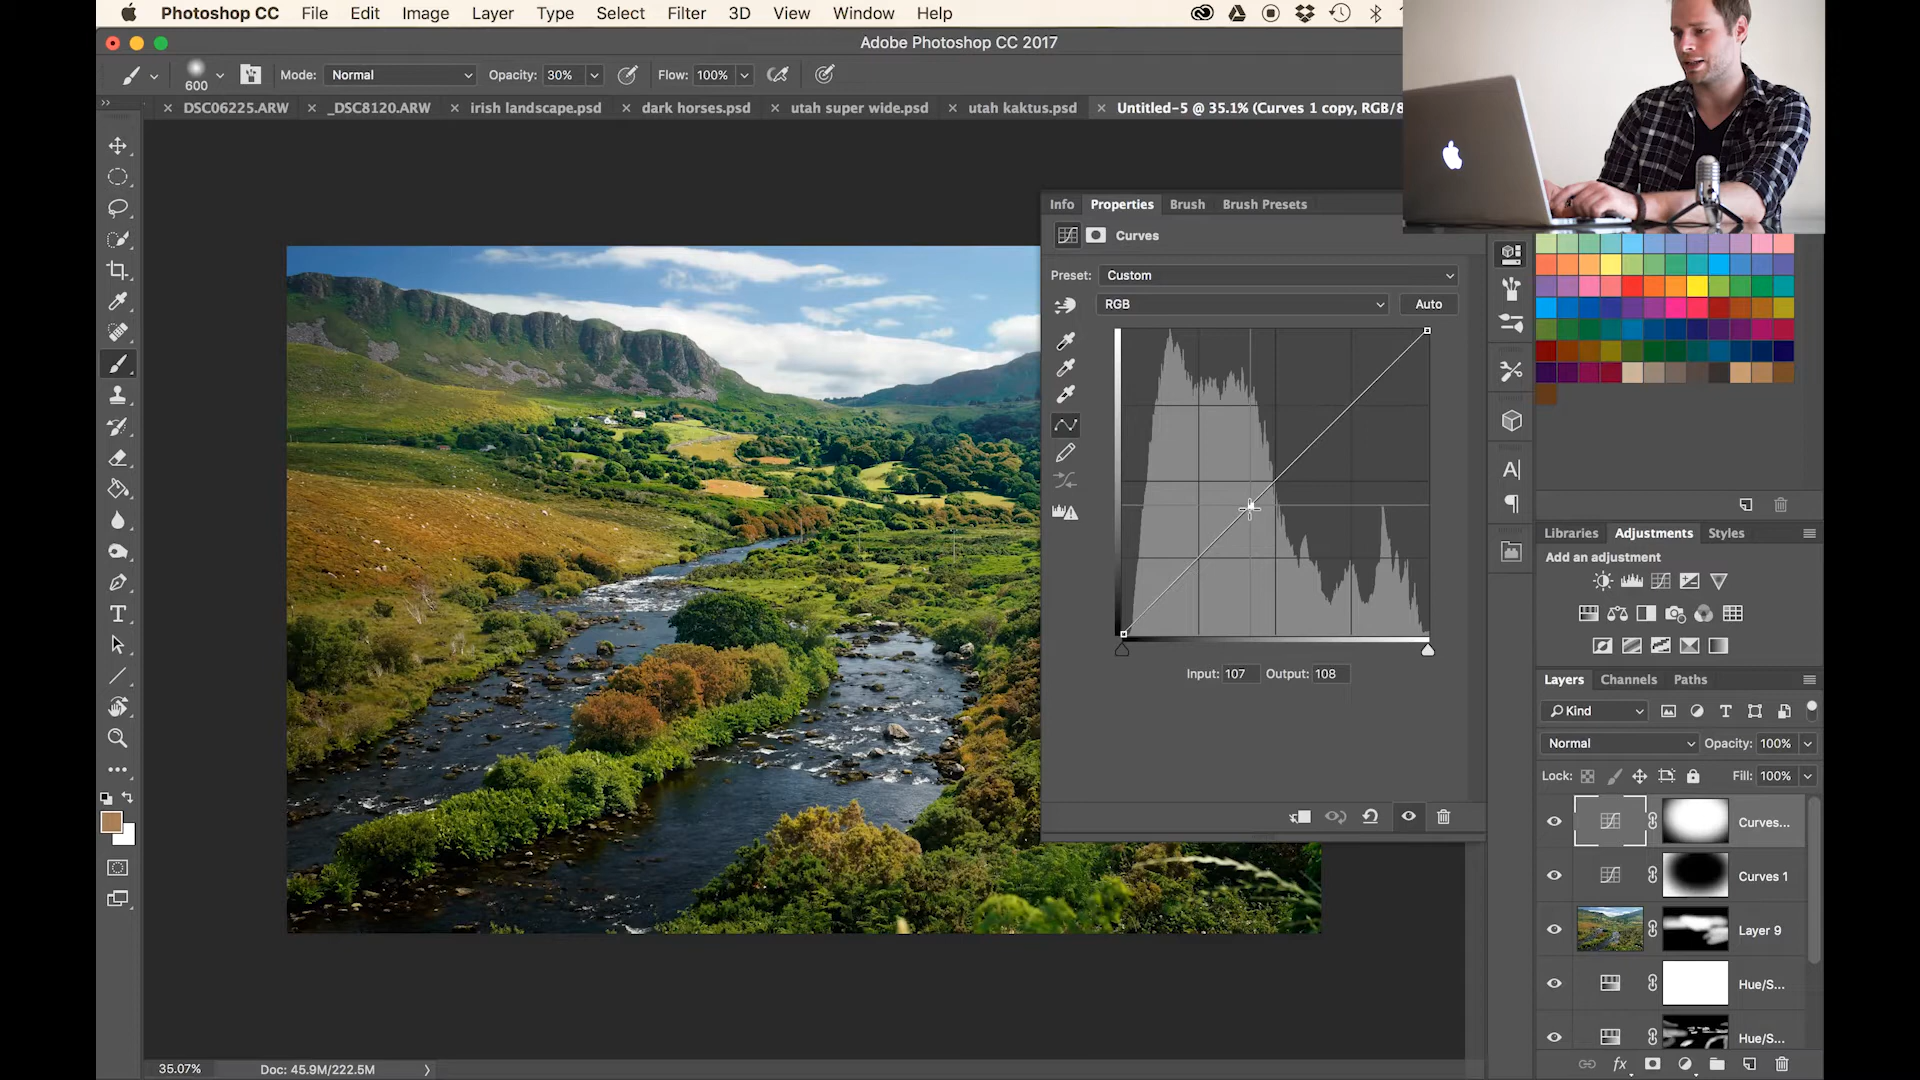 Photoshop CC File Edit Image Layer Type Select Filter 3D View Window Help
Adobe Photoshop CC 2017
600 Mode: Normal Opacity: 30% Flow: 100%
DSC06225.ARW _DSC8120.ARW irish landscape.psd dark horses.psd utah super wide.psd utah kaktus.psd Untitled-5 @ 35.1% (Curves 1 copy, RGB/8
Info Properties Brush Brush Presets
Curves
Preset: Custom
RGB Auto
Input: 107 Output: 108
Libraries Adjustments Styles
Add an adjustment
Layers Channels Paths
Kind
Normal Opacity: 100%
Lock: Fill: 100%
Curves...
Curves 1
Layer 9
Hue/S...
Hue/S...
fx
35.07% Doc: 45.9M/222.5M